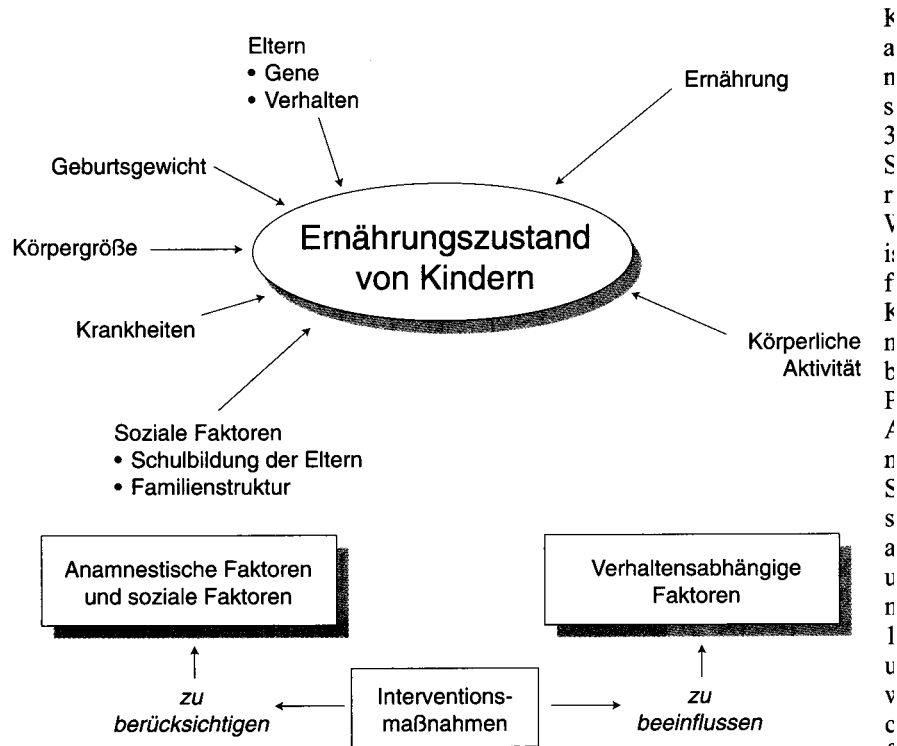 Eltern
• Gene
• Verhalten
Ernährung
Geburtsgewicht
Körpergröße
Ernährungszustand
von Kindern
Krankheiten
Körperliche
Aktivität
Soziale Faktoren
• Schulbildung der Eltern
• Familienstruktur
Anamnestische Faktoren
und soziale Faktoren
Verhaltensabhängige
Faktoren
zu
berücksichtigen
Interventions-
maßnahmen
zu
beeinflussen